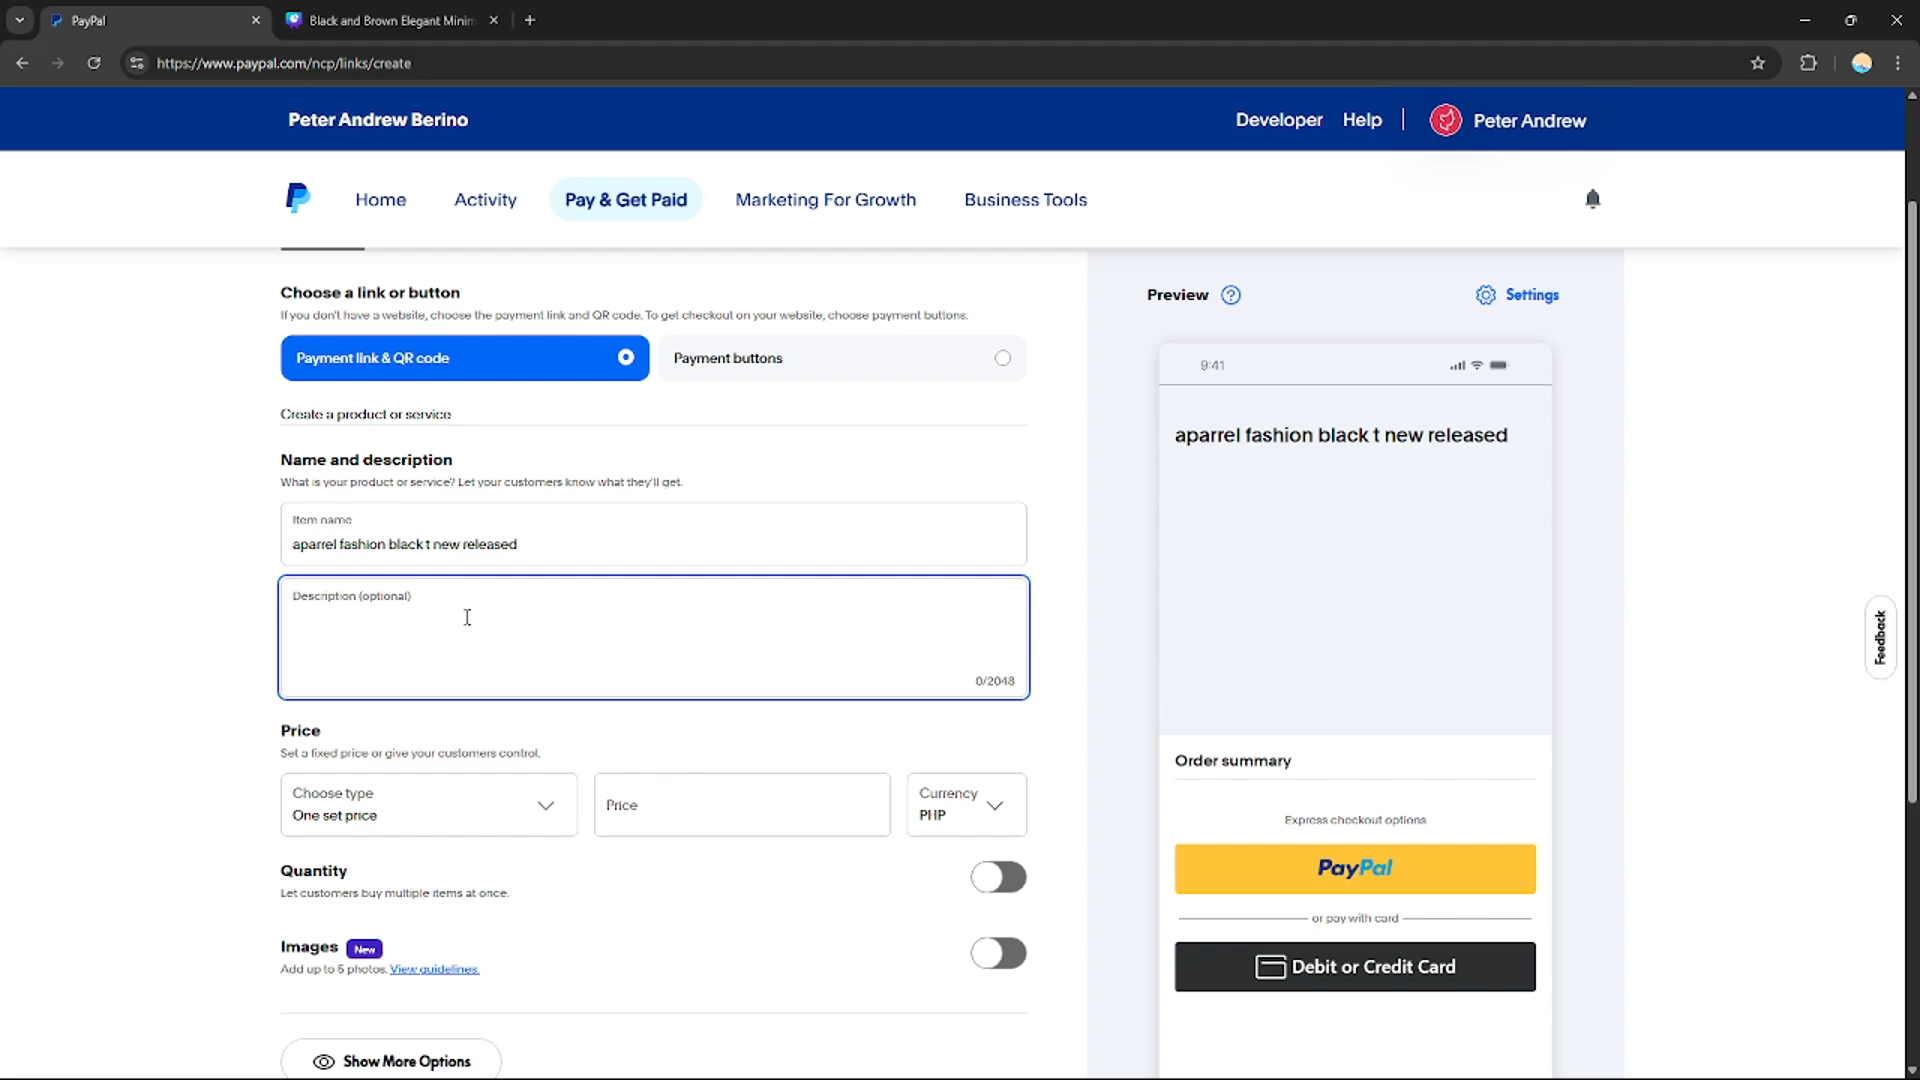 PayPal
Black and Brown Elegant Minim
https://www.paypal.com/ncp/links/create
Peter Andrew Berino
Developer
Help
Peter Andrew
Home
Activity
Pay & Get Paid
Marketing For Growth
Business Tools
Choose a link or button
If you don't have a website, choose the payment link and QR code. To get checkout on your website, choose payment buttons.
Payment link & QR code
Payment buttons
Create a product or service
Name and description
What is your product or service? Let your customers know what they'll get.
Item name
aparrel fashion black t new released
Description (optional)
0/2048
Price
Set a fixed price or give your customers control.
Choose type
One set price
Price
Currency
PHP
Quantity
Let customers buy multiple items at once.
Images New
Add up to 5 photos. View guidelines.
Show More Options
Preview ?
Settings
9:41
aparrel fashion black t new released
Order summary
Express checkout options
PayPal
or pay with card
Debit or Credit Card
Feedback